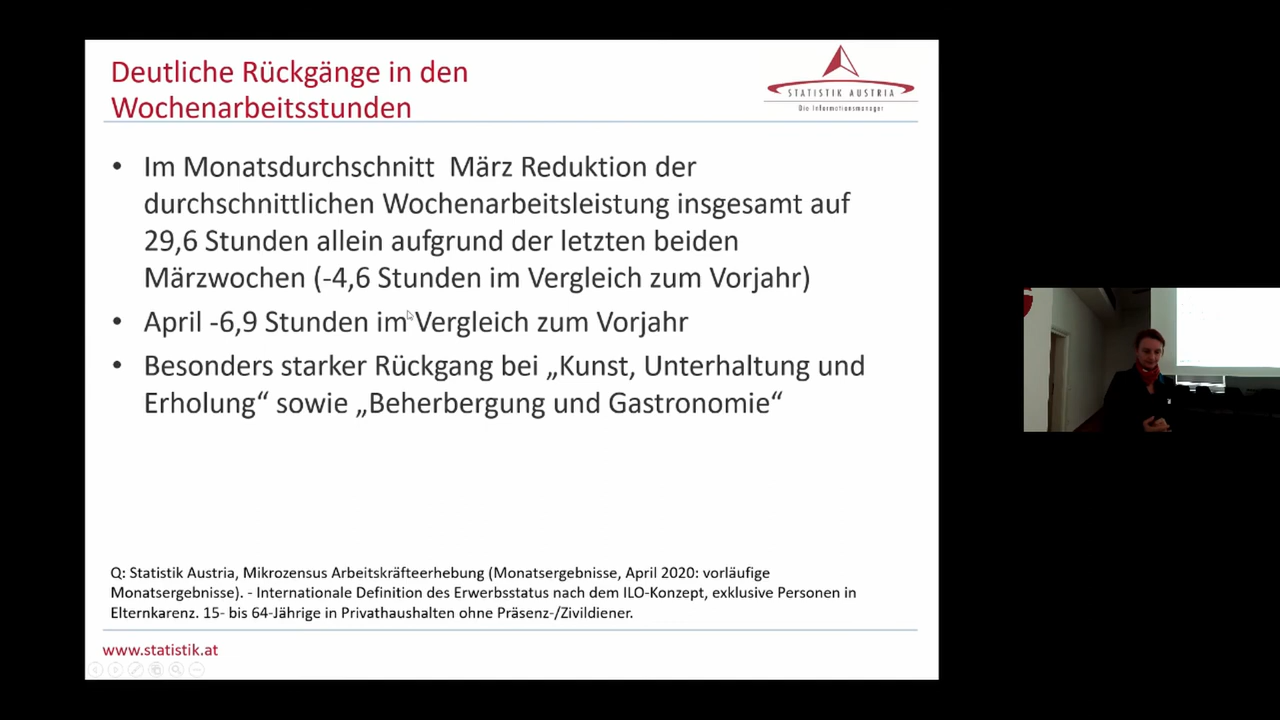 Deutliche Rückgänge in den
Wochenarbeitsstunden
STATISTIK AUSTRIA
Die Informationsmanager
• Im Monatsdurchschnitt März Reduktion der
durchschnittlichen Wochenarbeitsleistung insgesamt auf
29,6 Stunden allein aufgrund der letzten beiden
Märzwochen (-4,6 Stunden im Vergleich zum Vorjahr)
• April -6,9 Stunden im Vergleich zum Vorjahr
• Besonders starker Rückgang bei „Kunst, Unterhaltung und
Erholung“ sowie „Beherbergung und Gastronomie“
Q: Statistik Austria, Mikrozensus Arbeitskräfteerhebung (Monatsergebnisse, April 2020: vorläufige
Monatsergebnisse). - Internationale Definition des Erwerbsstatus nach dem ILO-Konzept, exklusive Personen in
Elternkarenz. 15- bis 64-Jährige in Privathaushalten ohne Präsenz-/Zivildiener.
www.statistik.at